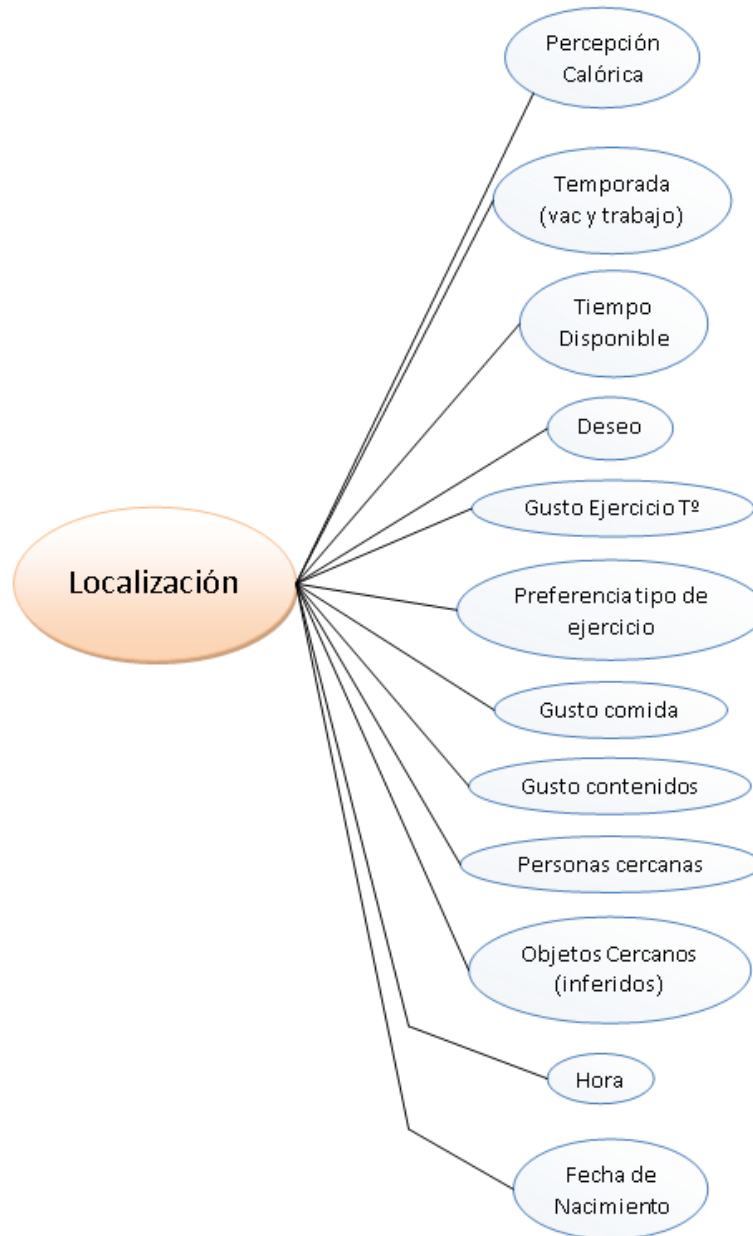 Percepción
Calórica
Temporada
(vac y trabajo)
Tiempo
Disponible
Deseo
Gusto Ejercicio Tº
Localización
Preferencia tipo de
ejercicio
Gusto comida
Gusto contenidos
Personas cercanas
Objetos Cercanos
(inferidos)
Hora
Fecha de
Nacimiento